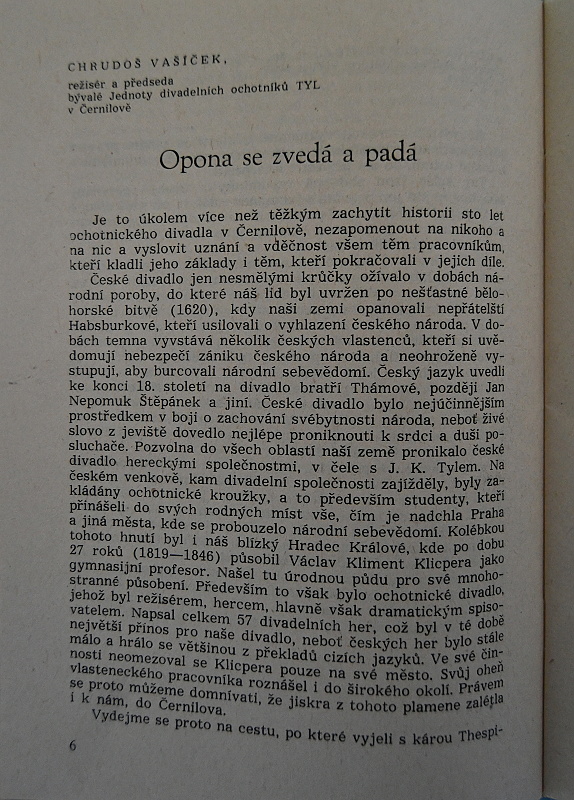 CHRUDOŠ VAŠÍČEK,
režisér a předseda
bývalé Jednoty divadelních ochotníků TYL
v Černilově
Opona se zvedá a padá
Je to úkolem více než těžkým zachytit historii sto let
ochotnického divadla v Černilově, nezapomenout na nikoho a
na nic a vyslovit uznání a vděčnost všem těm pracovníkům,
kteří kladli jeho základy i těm, kteří pokračovali v jejich díle.
České divadlo jen nesmělými krůčky ožívalo v dobách ná-
rodní poroby, do které náš lid byl uvržen po nešťastné bělo-
horské bitvě (1620), kdy naši zemi opanovali nepřátelští
Habsburkové, kteří usilovali o vyhlazení českého národa. V do-
bách temna vyvstává několik českých vlastenců, kteří si uvě-
domují nebezpečí zániku českého národa a neohroženě vy-
stupují, aby burcovali národní sebevědomí. Český jazyk uvedli
ke konci 18. století na divadlo bratří Thámové, později Jan
Nepomuk Štěpánek a jiní. České divadlo bylo nejúčinnějším
prostředkem v boji o zachování svébytnosti národa, neboť živé
slovo z jeviště dovedlo nejlépe proniknouti k srdci a duši po-
sluchače. Pozvolna do všech oblastí naší země pronikalo české
divadlo hereckými společnostmi, v čele s J. K. Tylem. Na
českém venkově, kam divadelní společnosti zajížděly, byly za-
kládány ochotnické kroužky, a to především studenty, kteří
přinášeli do svých rodných míst vše, čím je nadchla Praha
a jiná města, kde se probouzelo národní sebevědomí. Kolébkou
tohoto hnutí byl i náš blízký Hradec Králové, kde po dobu
27 roků (1819—1846) působil Václav Kliment Klicpera jako
gymnasijní profesor. Našel tu úrodnou půdu pro své mnoho-
stranné působení. Především to však bylo ochotnické divadlo,
jehož byl režisérem, hercem, hlavně však dramatickým spiso-
vatelem. Napsal celkem 57 divadelních her, což byl v té době
největší přínos pro naše divadlo, neboť českých her bylo stále
málo a hrálo se většinou z překladů cizích jazyků. Ve své čin-
nosti neomezoval se Klicpera pouze na své město. Svůj oheň
vlasteneckého pracovníka roznášel i do širokého okolí. Právem
se proto můžeme domnívati, že jiskra z tohoto plamene zalétla
i k nám, do Černilova.
Vydejme se proto na cestu, po které vyjeli s károu Thespi-
6